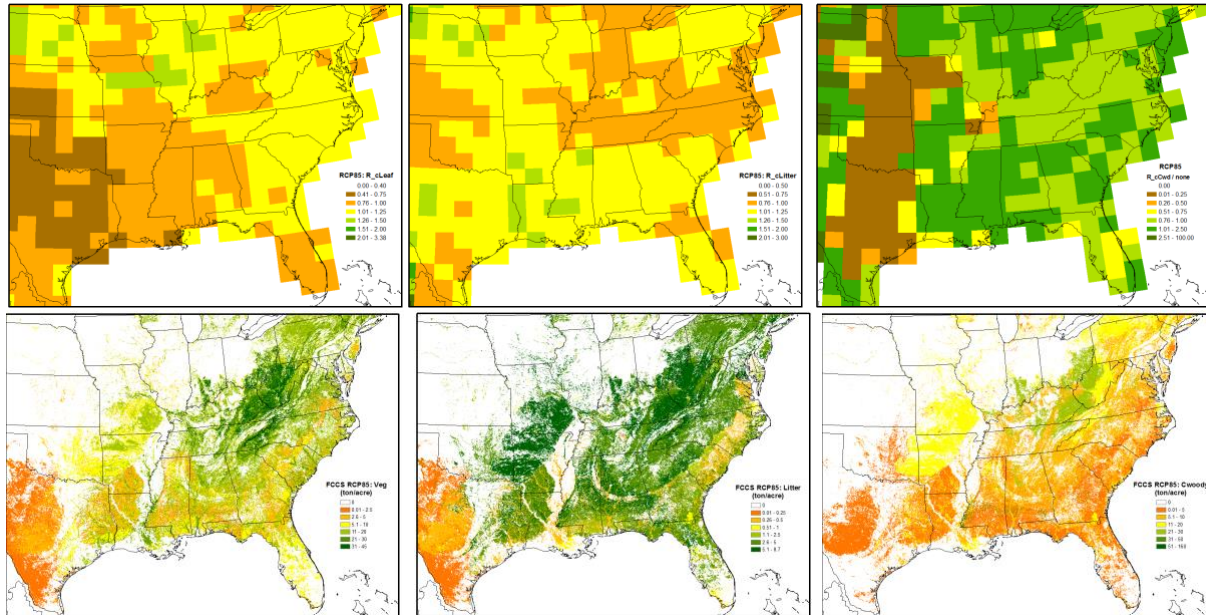 RCP85: R_cLeaf
0.00 - 0.40
0.41 - 0.75
0.76 - 1.00
1.01 - 1.25
1.26 - 1.50
1.51 - 2.00
2.01 - 3.38
RCP85: R_cLitter
0.00 - 0.50
0.51 - 0.75
0.76 - 1.00
1.01 - 1.25
1.26 - 1.50
1.51 - 2.00
2.01 - 3.00
RCP85
R_cCwd / none
0.00
0.01 - 0.25
0.26 - 0.50
0.51 - 0.75
0.76 - 1.00
1.01 - 2.50
2.51 - 100.00
FCCS RCP85: Veg
(ton/acre)
0
0.01 - 2.5
2.6 - 5
5.1 - 10
11 - 20
21 - 30
31 - 45
FCCS RCP85: Litter
(ton/acre)
0
0.01 - 0.25
0.26 - 0.5
0.51 - 1
1.1 - 2.5
2.6 - 5
5.1 - 8.7
FCCS RCP85: Cwoody
(ton/acre)
0
0.01 - 5
5.1 - 10
11 - 20
21 - 30
31 - 50